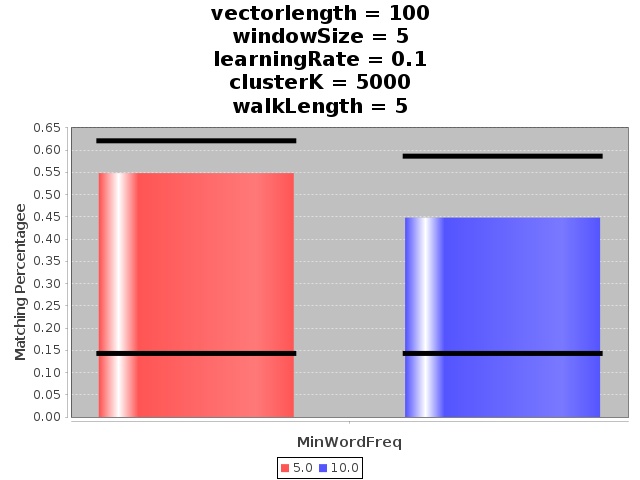 vectorlength = 100
windowSize = 5
learningRate = 0.1
clusterK = 5000
walkLength = 5
0.65
0.60
0.55
0.50
0.45
0.40
0.35
0.30
0.25
0.20
0.15
0.10
0.05
0.00
Matching Percentagee
MinWordFreq
5.0 10.0